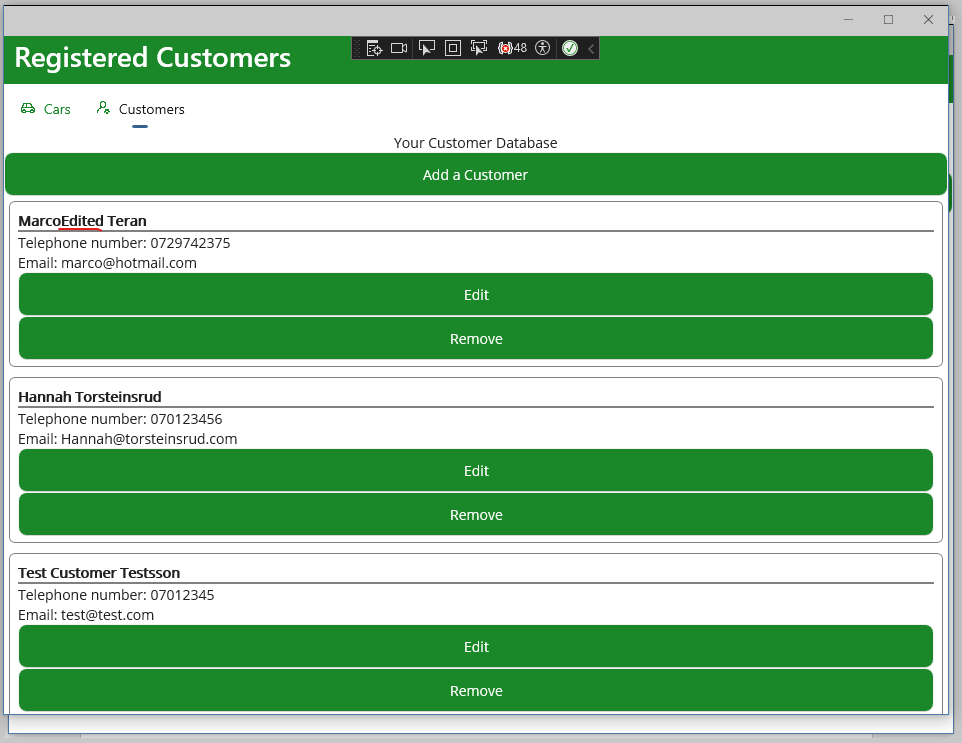 Registered Customers
48
Cars Customers
Your Customer Database
Add a Customer
MarcoEdited Teran
Telephone number: 0729742375
Email: marco@hotmail.com
Edit
Remove
Hannah Torsteinsrud
Telephone number: 070123456
Email: Hannah@torsteinsrud.com
Edit
Remove
Test Customer Testsson
Telephone number: 07012345
Email: test@test.com
Edit
Remove